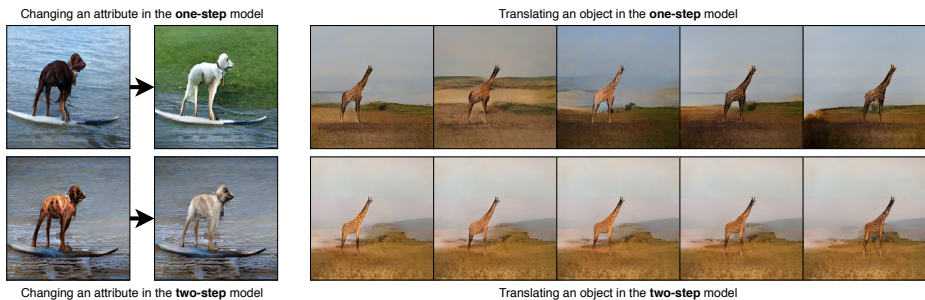 Changing an attribute in the one-step model
Translating an object in the one-step model
Changing an attribute in the two-step model
Translating an object in the two-step model